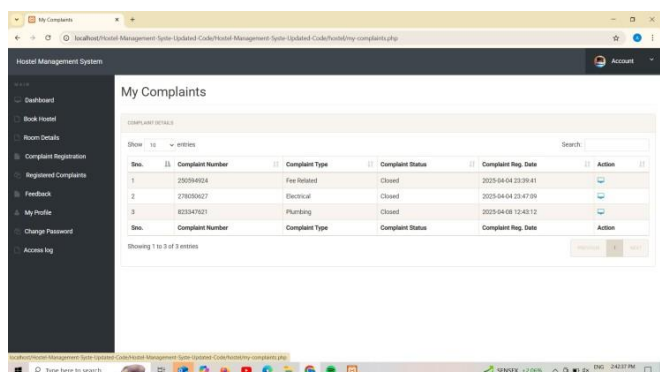 My Complaints
localhost/Hostel-Management-Syste-Updated-Code/Hostel-Management-Syste-Updated-Code/hostel/my-complaints.php
Hostel Management System
Account
Dashboard
Book Hostel
Room Details
Complaint Registration
Registered Complaints
Feedback
My Profile
Change Password
Access log
My Complaints
COMPLAINT DETAILS
Show 10 entries
Search:
Sno. Complaint Number Complaint Type Complaint Status Complaint Reg. Date Action
1 250594924 Fee Related Closed 2025-04-04 23:39:41
2 278050627 Electrical Closed 2025-04-04 23:47:09
3 823347621 Plumbing Closed 2025-04-08 12:43:12
Sno. Complaint Number Complaint Type Complaint Status Complaint Reg. Date Action
Showing 1 to 3 of 3 entries
PREVIOUS 1 NEXT
localhost/Hostel-Management-Syste-Updated-Code/Hostel-Management-Syste-Updated-Code/hostel/my-complaints.php
Type here to search
SENSEX +2.06%
ENG 2:42:37 PM